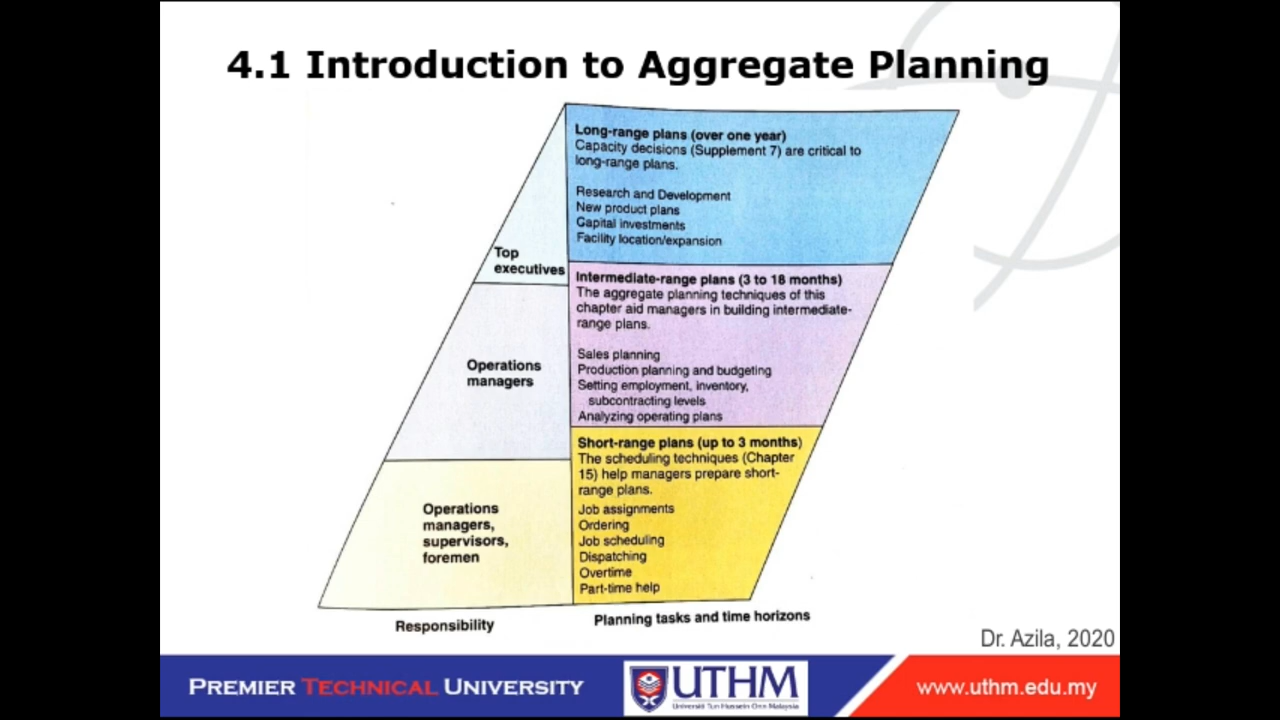 4.1 Introduction to Aggregate Planning
Long-range plans (over one year)
Capacity decisions (Supplement 7) are critical to
long-range plans.
Research and Development
New product plans
Capital investments
Facility location/expansion
Top
executives
Intermediate-range plans (3 to 18 months)
The aggregate planning techniques of this
chapter aid managers in building intermediate-
range plans.
Sales planning
Production planning and budgeting
Setting employment, inventory,
subcontracting levels
Analyzing operating plans
Operations
managers
Short-range plans (up to 3 months)
The scheduling techniques (Chapter
15) help managers prepare short-
range plans.
Job assignments
Ordering
Job scheduling
Dispatching
Overtime
Part-time help
Operations
managers,
supervisors,
foremen
Responsibility
Planning tasks and time horizons
Dr. Azila, 2020
PREMIER TECHNICAL UNIVERSITY
UTHM
Universiti Tun Hussein Onn Malaysia
www.uthm.edu.my